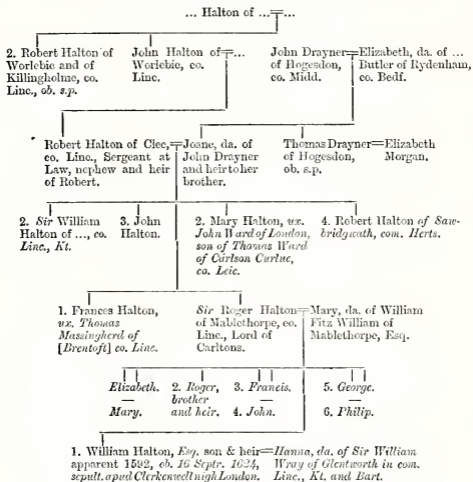 ... Halton of ... = ...
2. Robert Halton of
Worlebie and of
Killingholme, co.
Linc., ob. s.p.
John Halton of = ...
Worlebie, co.
Linc.
John Drayner = Elizabeth, da. of ...
of Hogesdon,
co. Midd.
Butler of Rydenham,
co. Bedf.
Robert Halton of Clee, = Joane, da. of
co. Linc., Sergeant at
Law, nephew and heir
of Robert.
John Drayner
and heir to her
brother.
Thomas Drayner = Elizabeth
of Hogesdon,
ob. s.p.
Morgan.
2. Sir William
Halton of ..., co.
Linc., Kt.
3. John
Halton.
2. Mary Halton, ux.
John Ward of London,
son of Thomas Ward
of Carlson Curluc,
co. Leic.
4. Robert Halton of Saw-
bridgwath, com. Herts.
1. Frances Halton,
ux. Thomas
Massingherd of
[Brentoft] co. Linc.
Sir Roger Halton = Mary, da. of William
of Mablethorpe, co.
Linc., Lord of
Carltons.
Fitz William of
Mablethorpe, Esq.
Elizabeth.
—
Mary.
2. Roger,
brother
and heir.
3. Francis.
—
4. John.
5. George.
—
6. Philip.
1. William Halton, Esq. son & heir = Hanna, da. of Sir William
apparent 1592, ob. 16 Septr. 1624,
sepult. apud Clerkenwell nigh London.
Wray of Glentworth in com.
Linc., Kt. and Bart.